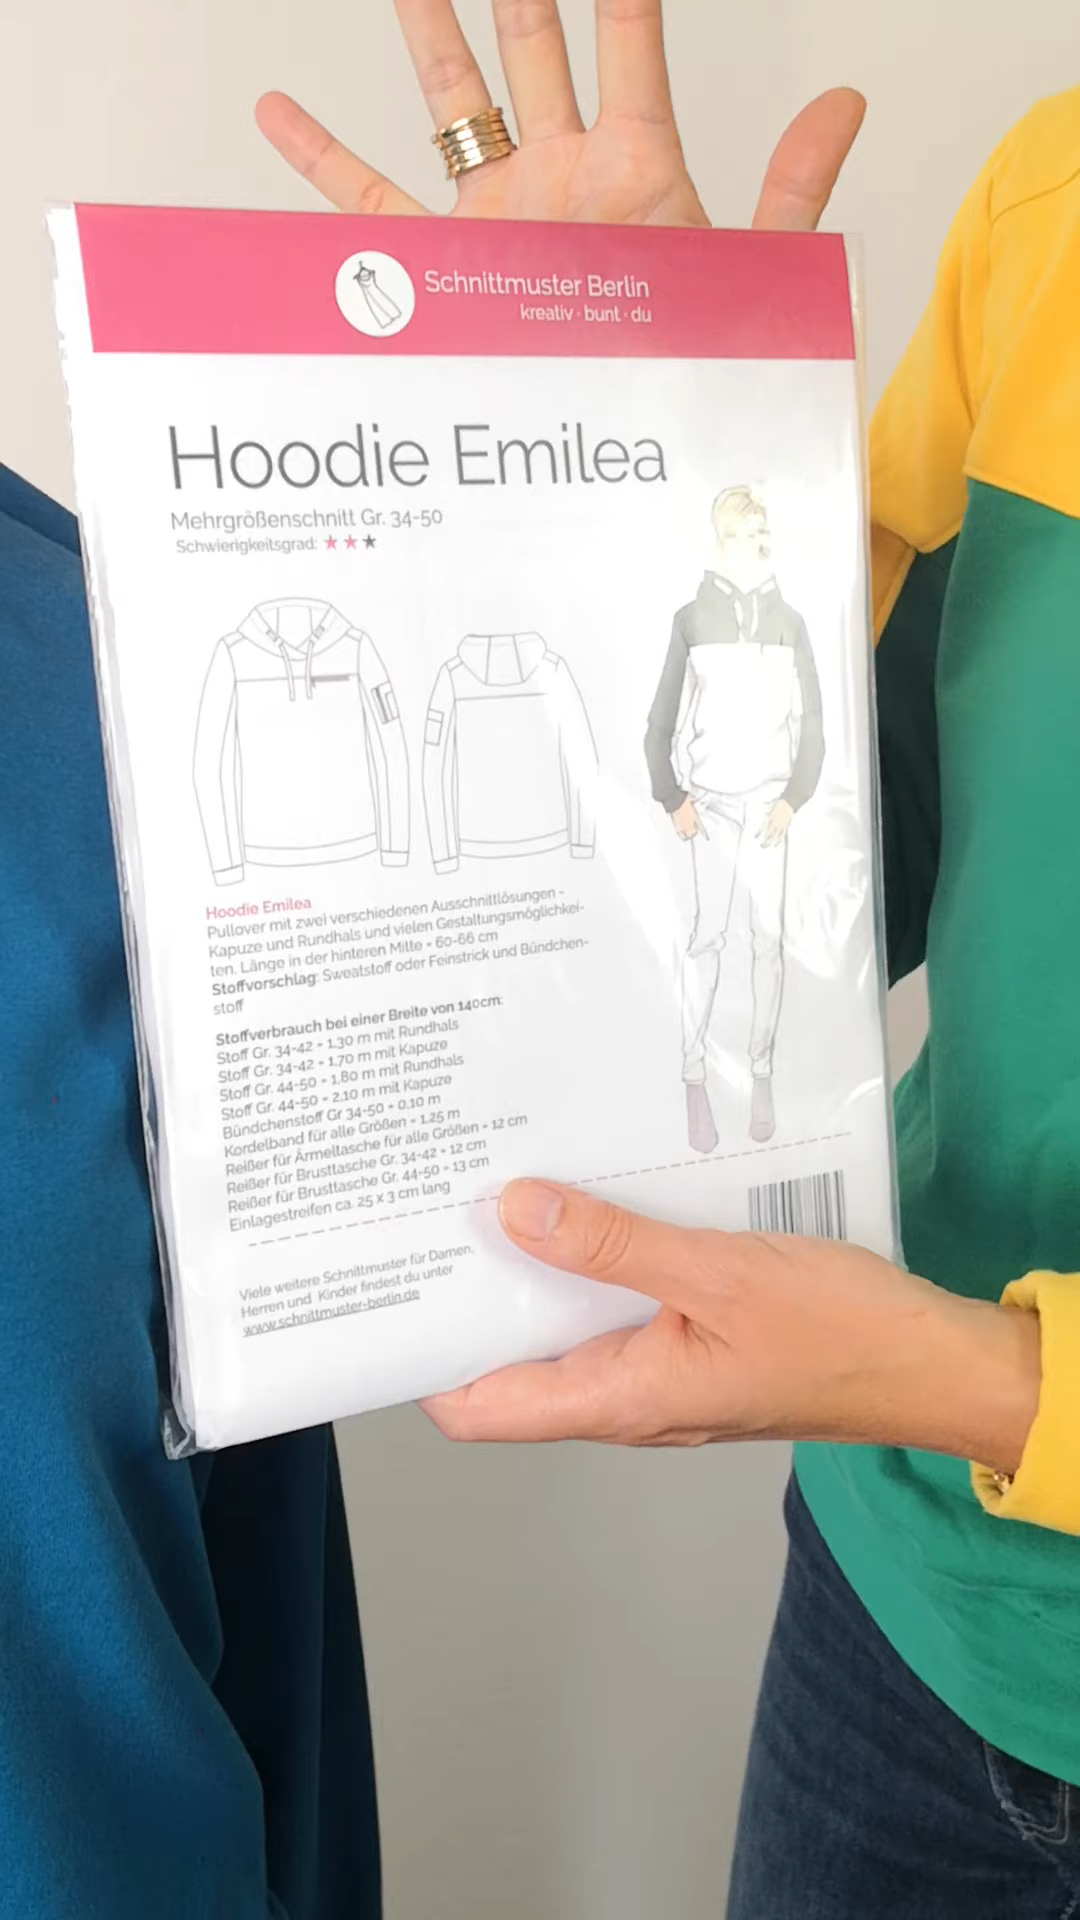 Schnittmuster Berlin
kreativ · bunt · du
Hoodie Emilea
Mehrgrößenschnitt Gr. 34-50
Schwierigkeitsgrad: ★ ★ ★
Hoodie Emilea
Pullover mit zwei verschiedenen Ausschnittlösungen -
Kapuze und Rundhals und vielen Gestaltungsmöglichkei-
ten. Länge in der hinteren Mitte = 60-66 cm
Stoffvorschlag: Sweatstoff oder Feinstrick und Bündchen-
stoff
Stoffverbrauch bei einer Breite von 140cm:
Stoff Gr. 34-42 = 1,30 m mit Rundhals
Stoff Gr. 34-42 = 1,70 m mit Kapuze
Stoff Gr. 44-50 = 1,80 m mit Rundhals
Stoff Gr. 44-50 = 2,10 m mit Kapuze
Bündchenstoff Gr 34-50 = 0,10 m
Kordelband für alle Größen = 1,25 m
Reißer für Ärmeltasche für alle Größen = 12 cm
Reißer für Brusttasche Gr. 34-42 = 12 cm
Reißer für Brusttasche Gr. 44-50 = 13 cm
Einlagestreifen ca. 25 x 3 cm lang
Viele weitere Schnittmuster für Damen,
Herren und Kinder findest du unter
www.schnittmuster-berlin.de